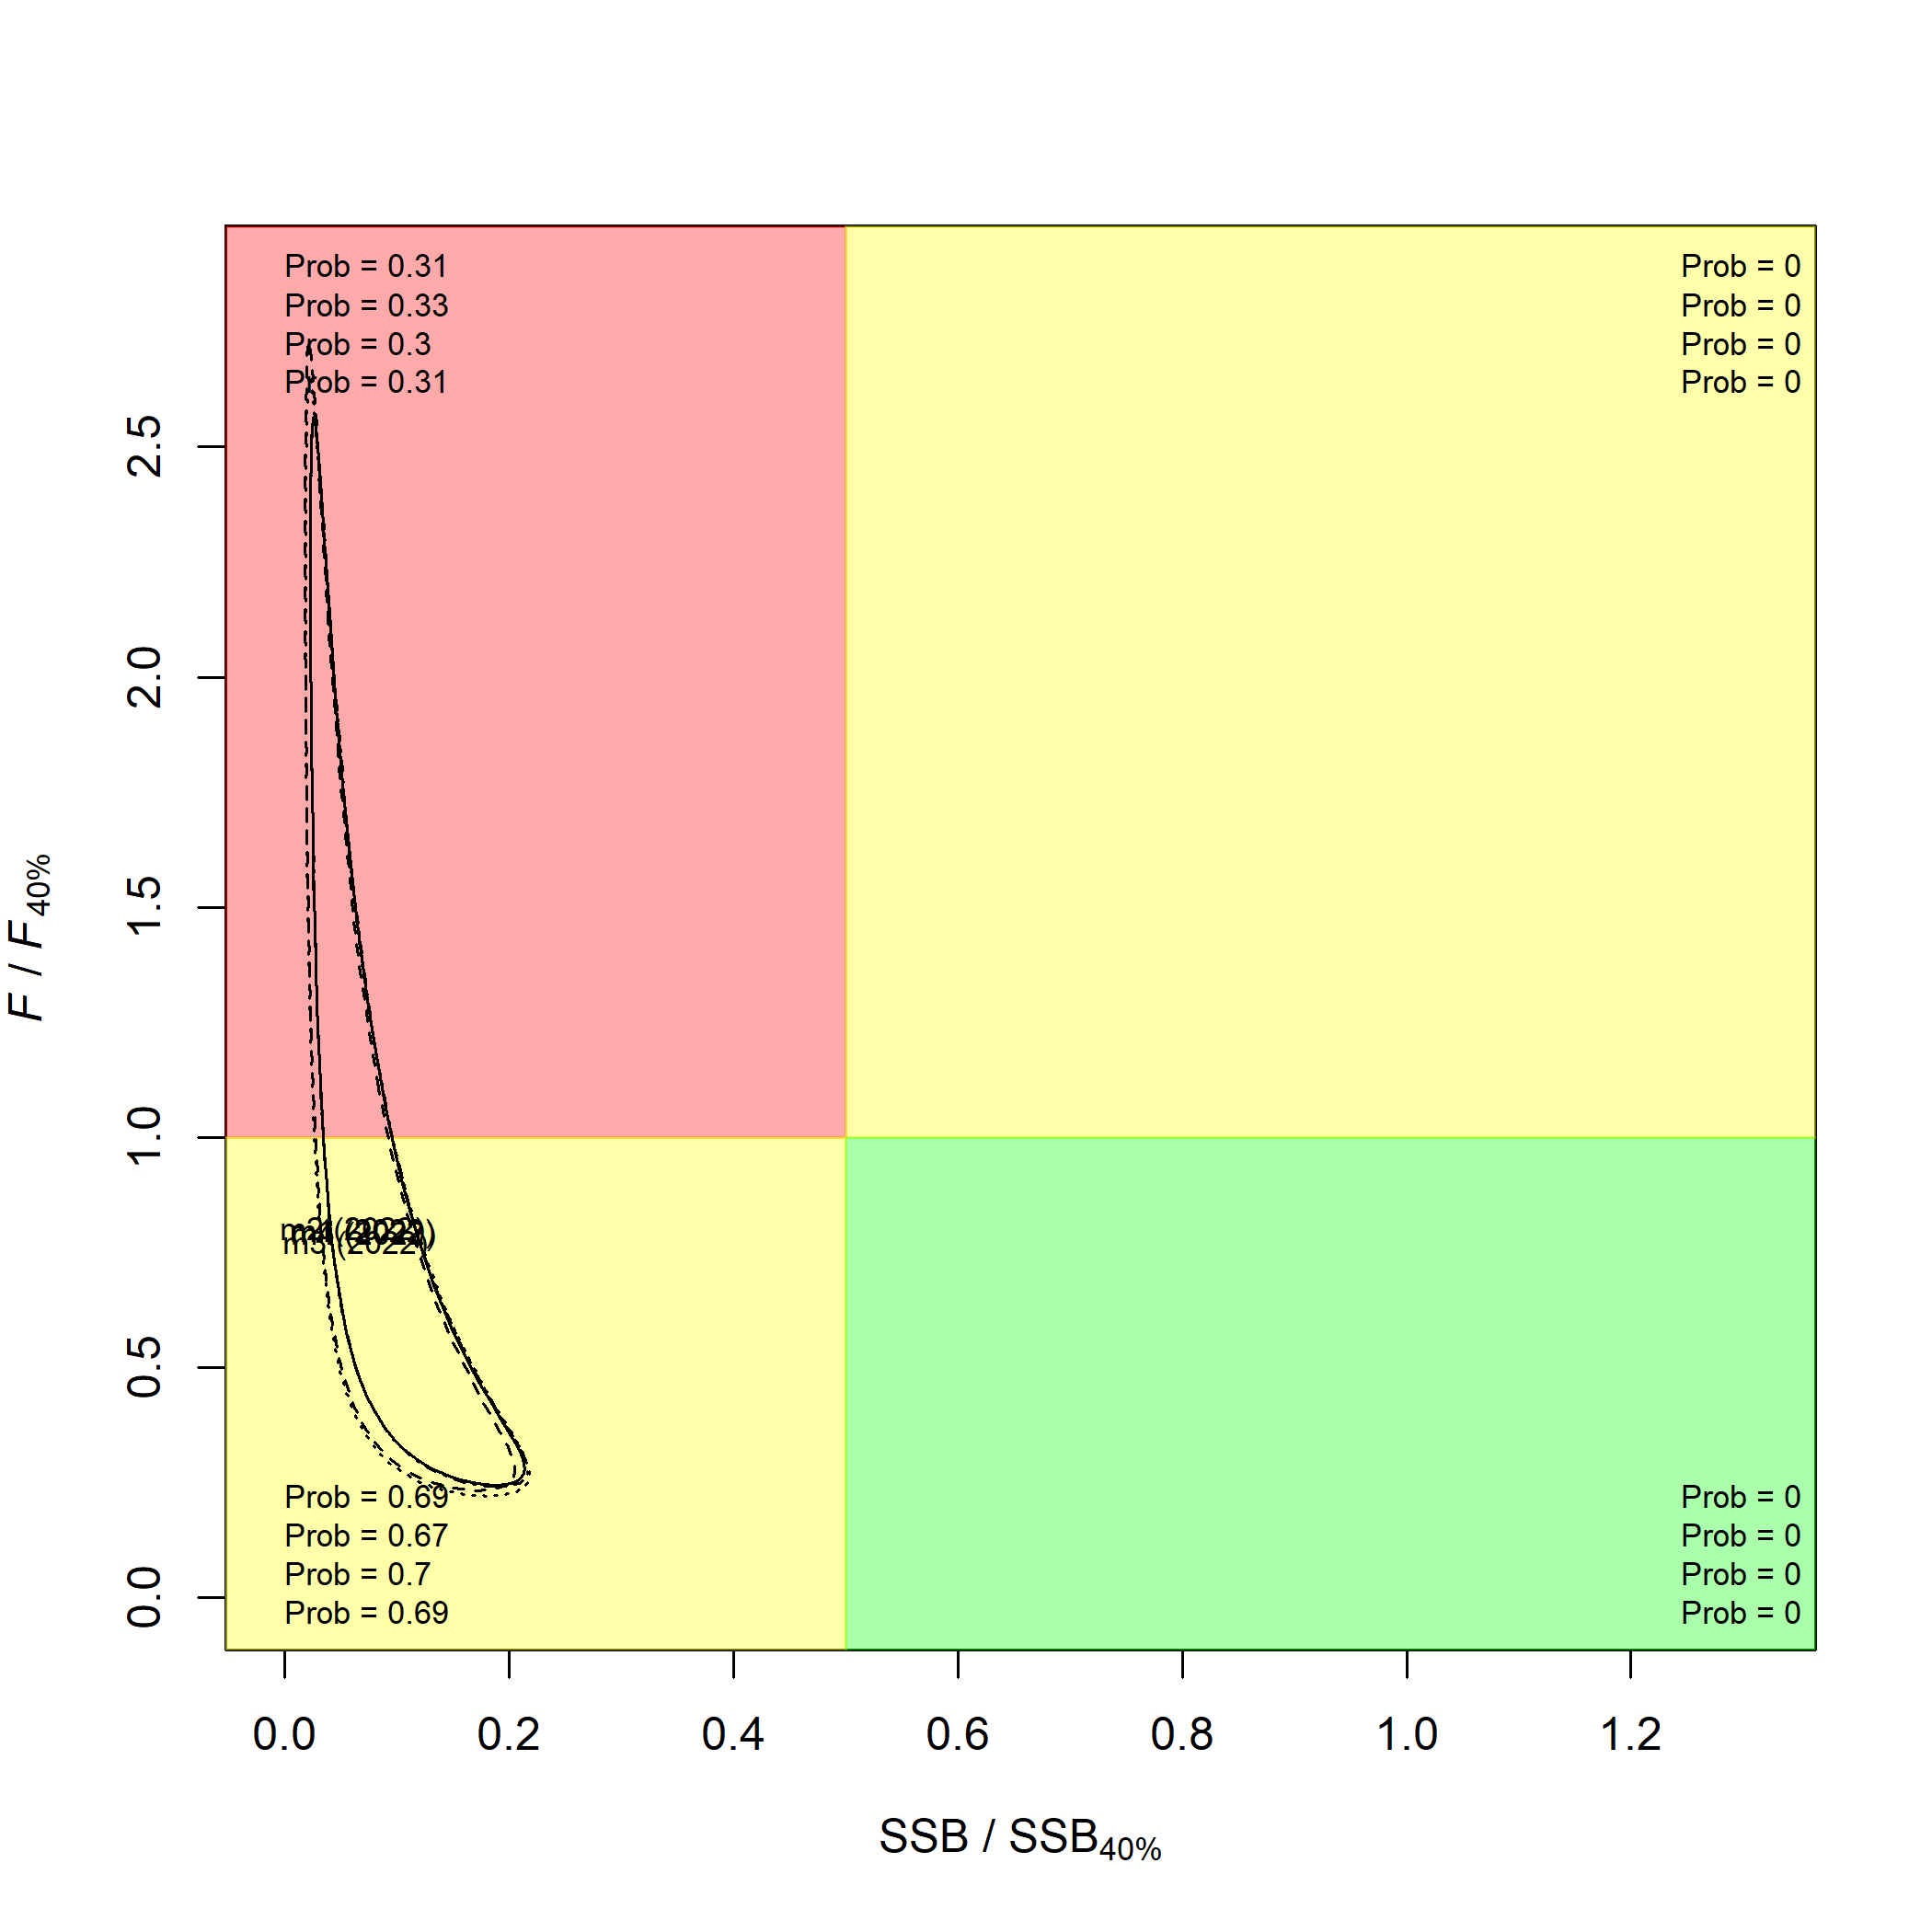 Prob = 0.31
Prob = 0.33
Prob = 0.3
Prob = 0.31
Prob = 0
Prob = 0
Prob = 0
Prob = 0
2.5
2.0
1.5
1.0
0.5
0.0
F / F40%
(2022)
Prob = 0.69
Prob = 0.67
Prob = 0.7
Prob = 0.69
Prob = 0
Prob = 0
Prob = 0
Prob = 0
0.0 0.2 0.4 0.6 0.8 1.0 1.2
SSB / SSB40%